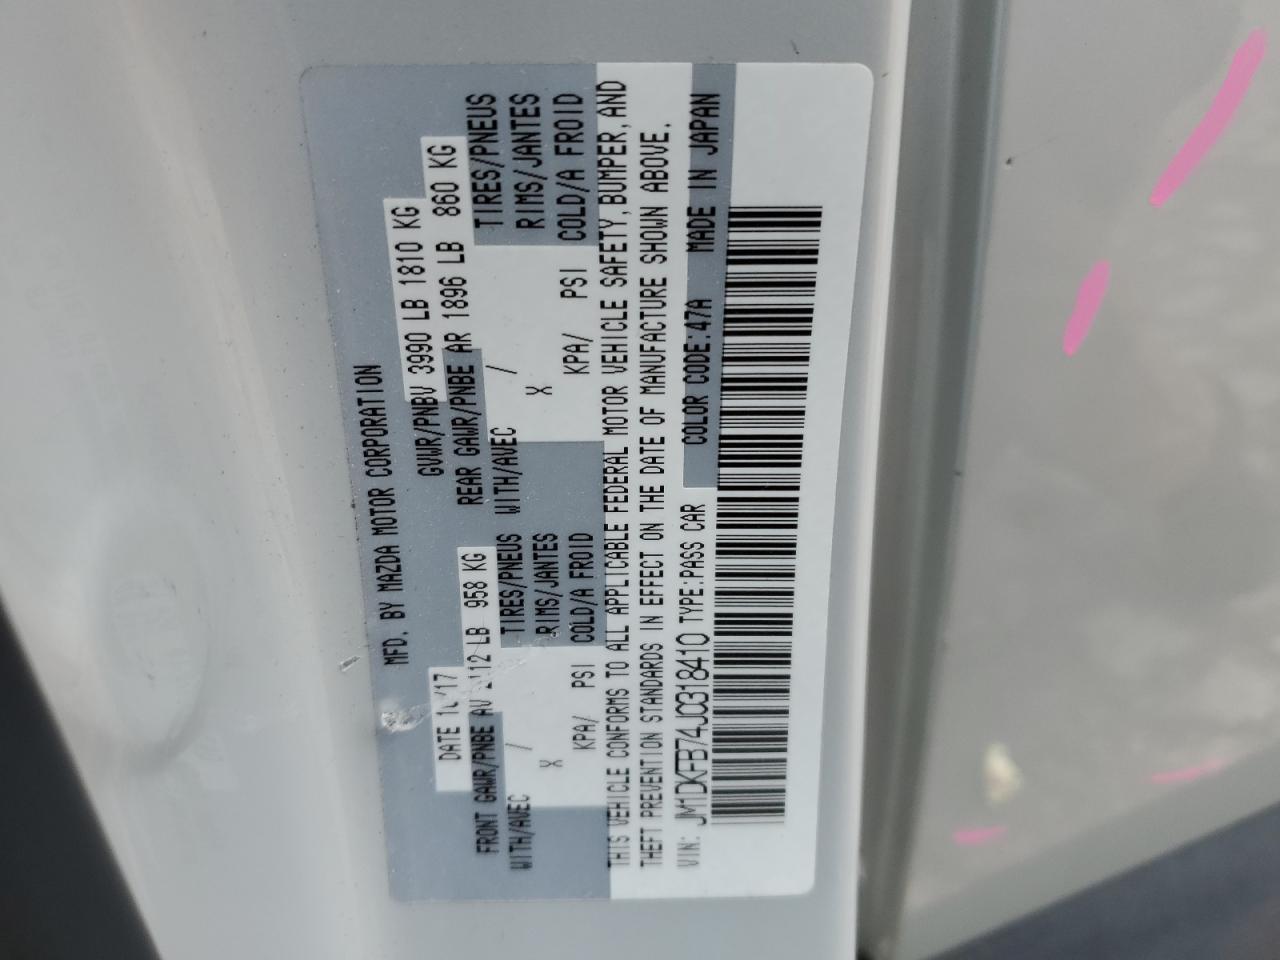 MFD. BY MAZDA MOTOR CORPORATION
DATE GVWR/PNBV 3990 LB 1810 KG
FRONT GAWR/PNBE AV 2112 LB 958 KG REAR GAWR/PNBE AR 1896 LB 860 KG
WITH/AVEC / TIRES/PNEUS WITH/AVEC / TIRES/PNEUS
X RIMS/JANTES X RIMS/JANTES
KPA/ PSI COLD/A FROID KPA/ PSI COLD/A FROID
THIS VEHICLE CONFORMS TO ALL APPLICABLE FEDERAL MOTOR VEHICLE SAFETY, BUMPER, AND
THEFT PREVENTION STANDARDS IN EFFECT ON THE DATE OF MANUFACTURE SHOWN ABOVE.
VIN: JM1DKFB74J0318410 TYPE:PASS CAR COLOR CODE:47A MADE IN JAPAN